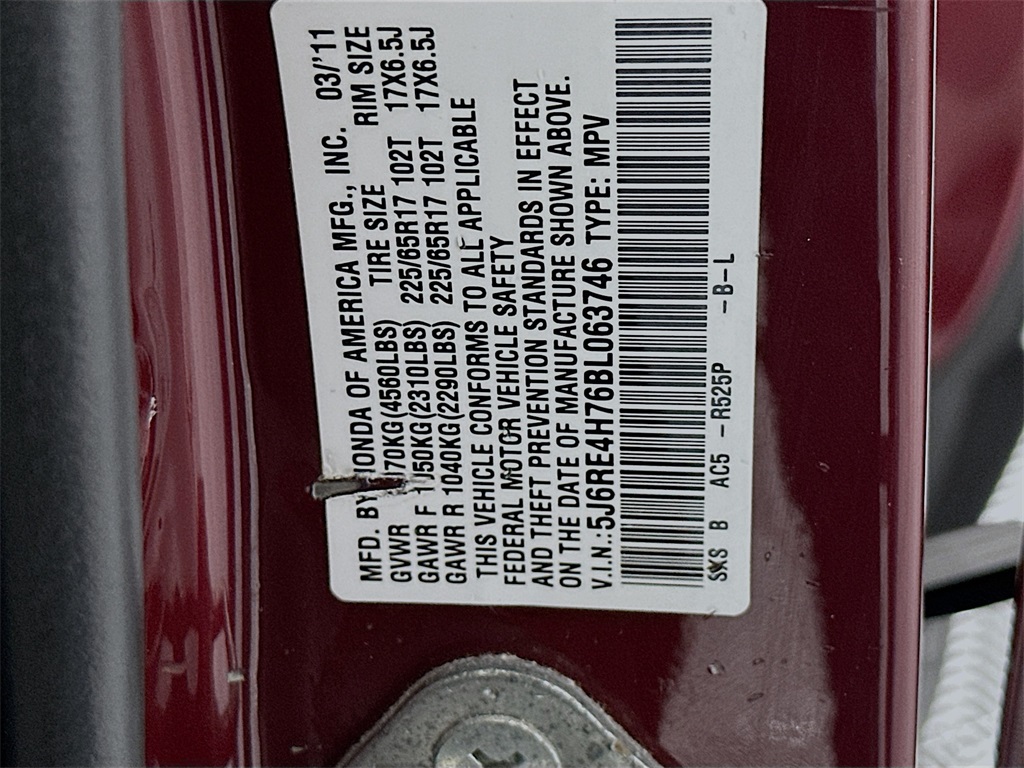 MFD. BY HONDA OF AMERICA MFG., INC. 03/'11
GVWR 70KG(4560LBS) TIRE SIZE RIM SIZE
GAWR F 1050KG(2310LBS) 225/65R17 102T 17X6.5J
GAWR R 1040KG(2290LBS) 225/65R17 102T 17X6.5J
THIS VEHICLE CONFORMS TO ALL APPLICABLE
FEDERAL MOTOR VEHICLE SAFETY
AND THEFT PREVENTION STANDARDS IN EFFECT
ON THE DATE OF MANUFACTURE SHOWN ABOVE.
V.I.N.:5J6RE4H76BL063746 TYPE: MPV
B AC5 -R525P -B-L